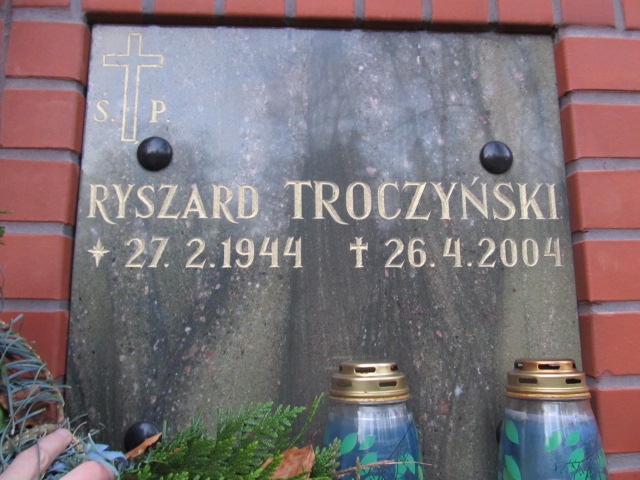 Ś. P.
RYSZARD TROCZYŃSKI
27.2.1944 26.4.2004